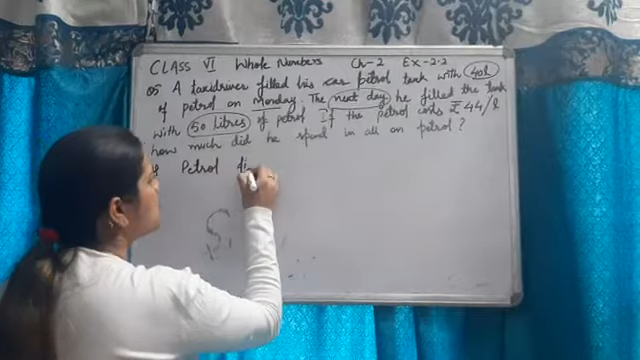 CLASS VI Whole Numbers Ch-2 Ex-2.2
Q5 A taxidriver filled his car petrol tank with 40l
of petrol on monday. The next day he filled the tank
with 50 litres of petrol If the petrol costs ₹ 44/l
how much did he spend in all on petrol?
Petrol